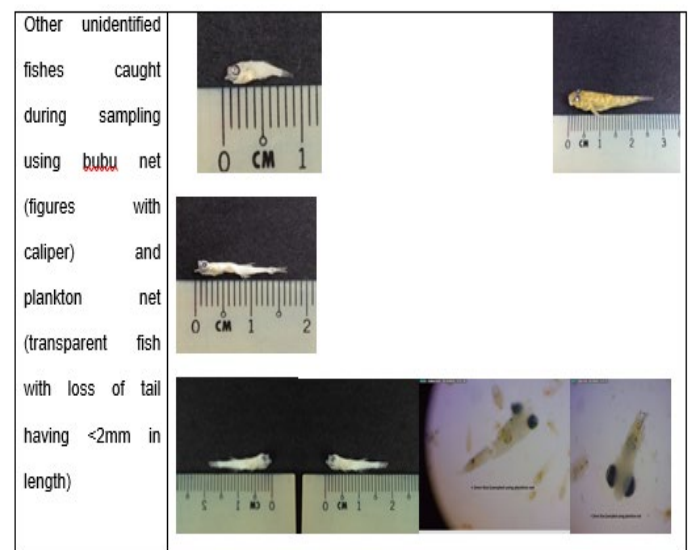 Other unidentified
fishes caught
during sampling
using bubu net
(figures with
caliper) and
plankton net
(transparent fish
with loss of tail
having <2mm in
length)
0 CM 1
0 CM 1 2 3
0 CM 1 2
2 1 CM 0
0 CM 1 2